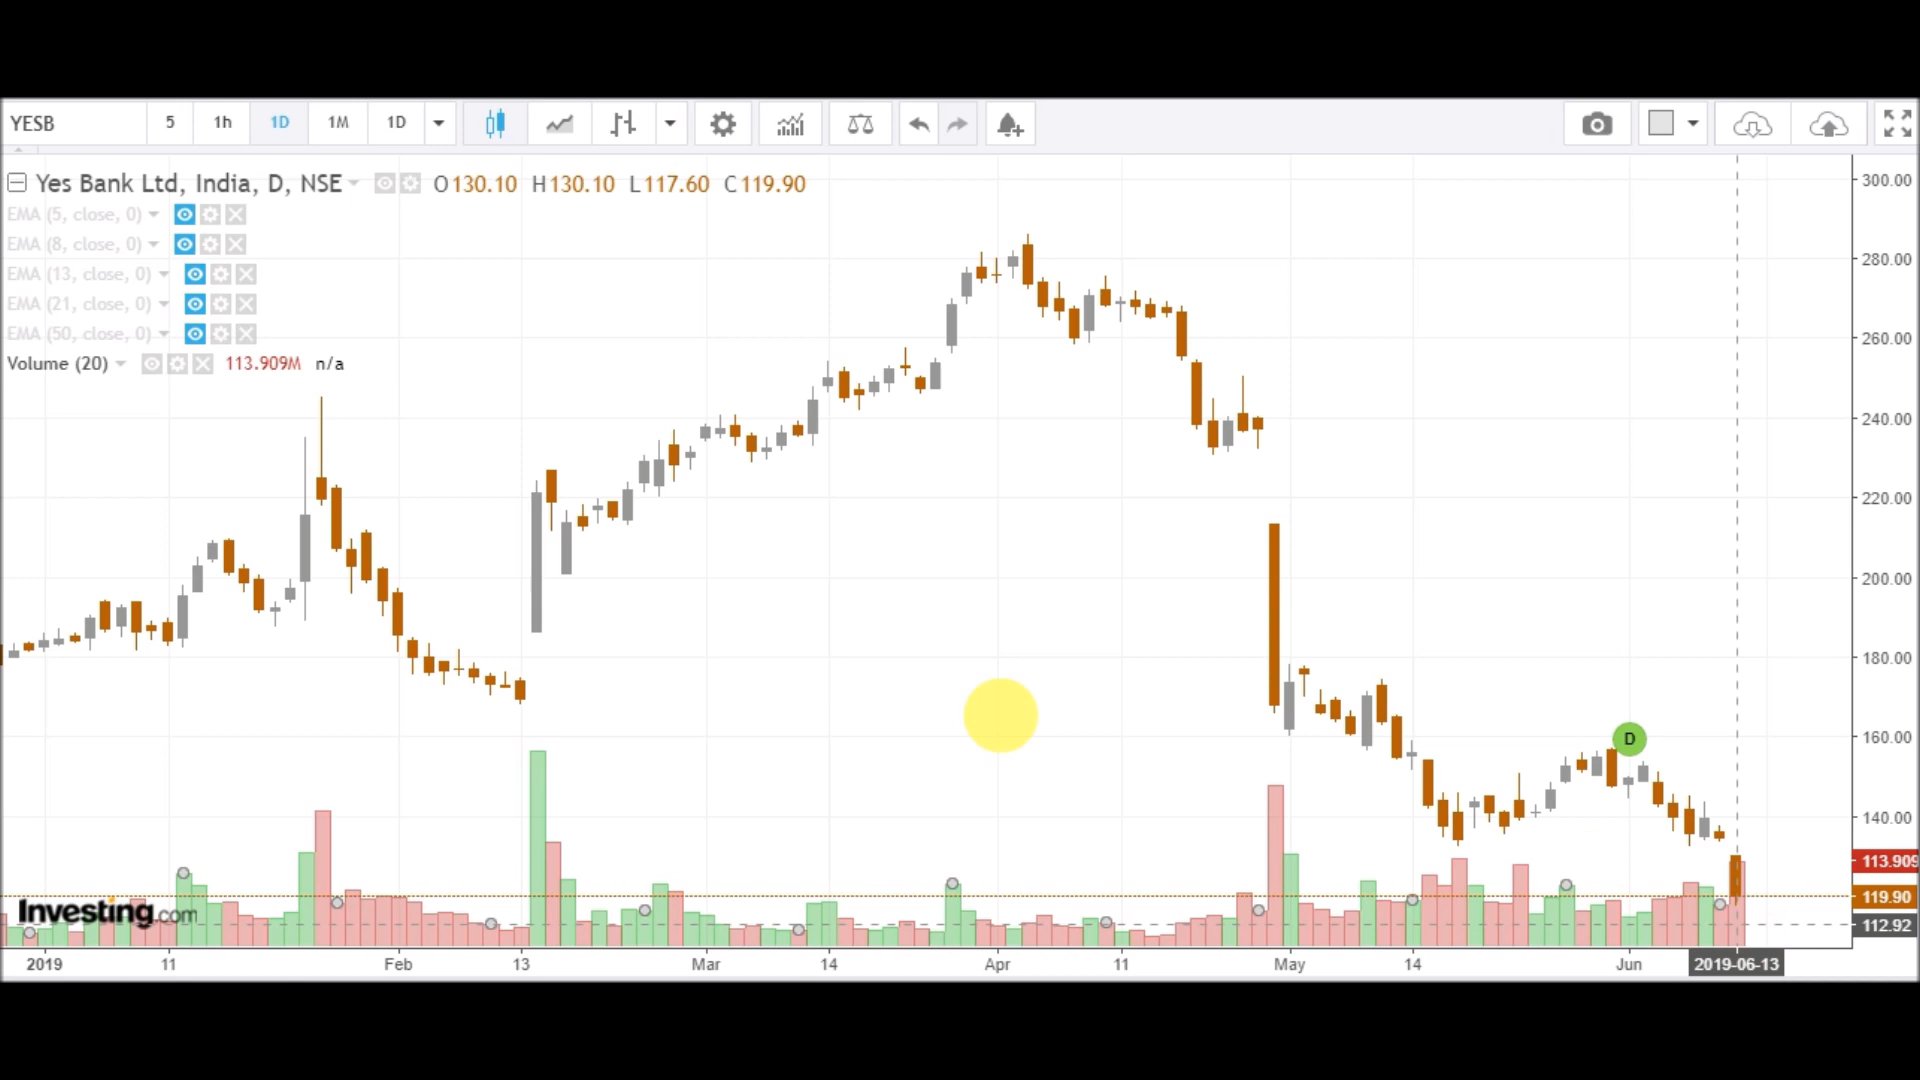 YESB 5 1h 1D 1M 1D
Yes Bank Ltd, India, D, NSE O130.10 H130.10 L117.60 C119.90
EMA (5, close, 0)
EMA (8, close, 0)
EMA (13, close, 0)
EMA (21, close, 0)
EMA (50, close, 0)
Volume (20) 113.909M n/a
300.00
280.00
260.00
240.00
220.00
200.00
180.00
160.00
D
140.00
113.909
119.90
112.92
Investing.com
2019 11 Feb 13 Mar 14 Apr 11 May 14 Jun 2019-06-13